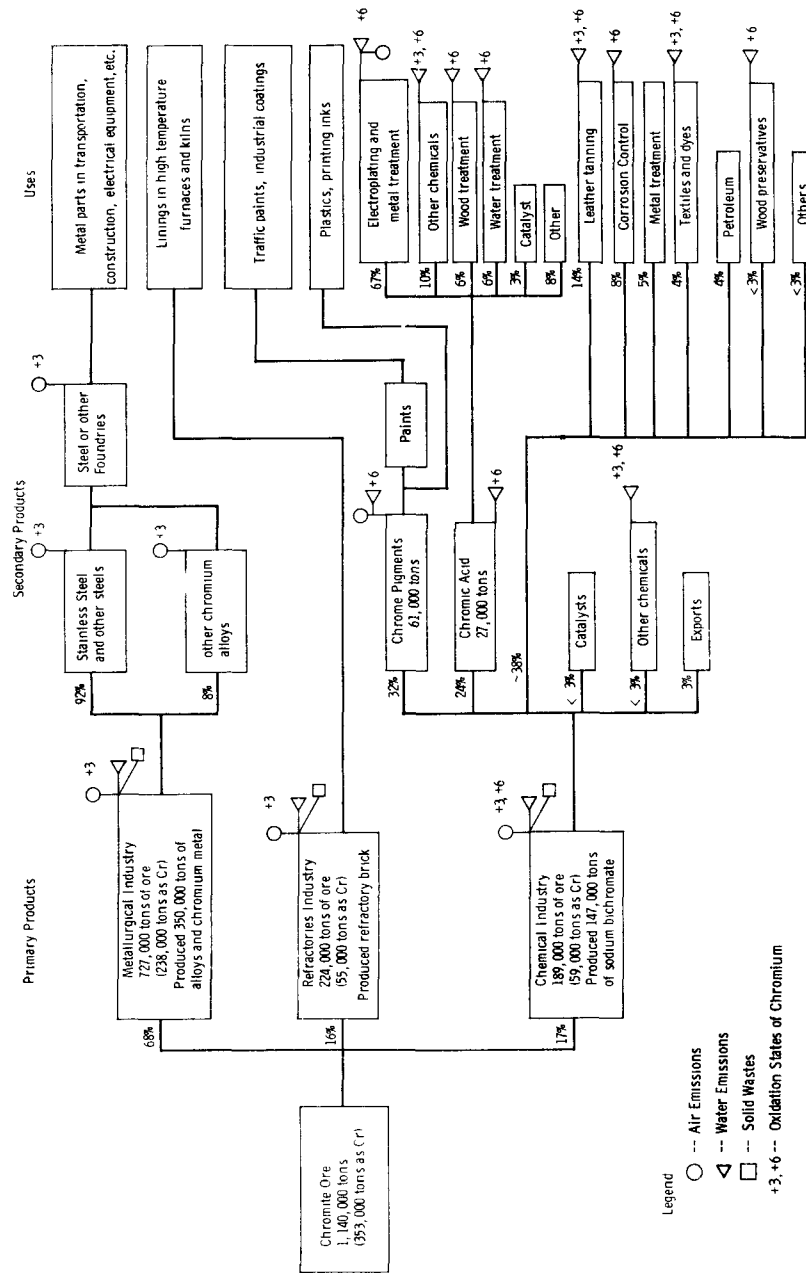 Primary Products
Secondary Products
Uses
Chromite Ore
1,140,000 tons
(353,000 tons as Cr)
68%
16%
17%
Metallurgical Industry
727,000 tons of ore
(238,000 tons as Cr)
Produced 350,000 tons of
alloys and chromium metal
+3
Refractories Industry
224,000 tons of ore
(55,000 tons as Cr)
Produced refractory brick
+3
Chemical Industry
189,000 tons of ore
(59,000 tons as Cr)
Produced 147,000 tons
of sodium bichromate
+3, +6
92%
Stainless Steel
and other steels
+3
8%
other chromium
alloys
+3
Steel or other
Foundries
+3
32%
Chrome Pigments
61,000 tons
+6
Paints
24%
Chromic Acid
27,000 tons
+6
~38%
< 3%
Catalysts
< 3%
Other chemicals
+3, +6
3%
Exports
Metal parts in transportation,
construction, electrical equipment, etc.
Linings in high temperature
furnaces and kilns
Traffic paints, industrial coatings
Plastics, printing inks
67%
Electroplating and
metal treatment
+6
10%
Other chemicals
+3, +6
6%
Wood treatment
+6
6%
Water treatment
+6
3%
Catalyst
8%
Other
14%
Leather tanning
+3, +6
8%
Corrosion Control
+6
5%
Metal treatment
4%
Textiles and dyes
+3, +6
4%
Petroleum
<3%
Wood preservatives
+6
<3%
Others
Legend
-- Air Emissions
-- Water Emissions
-- Solid Wastes
+3, +6 -- Oxidation States of Chromium